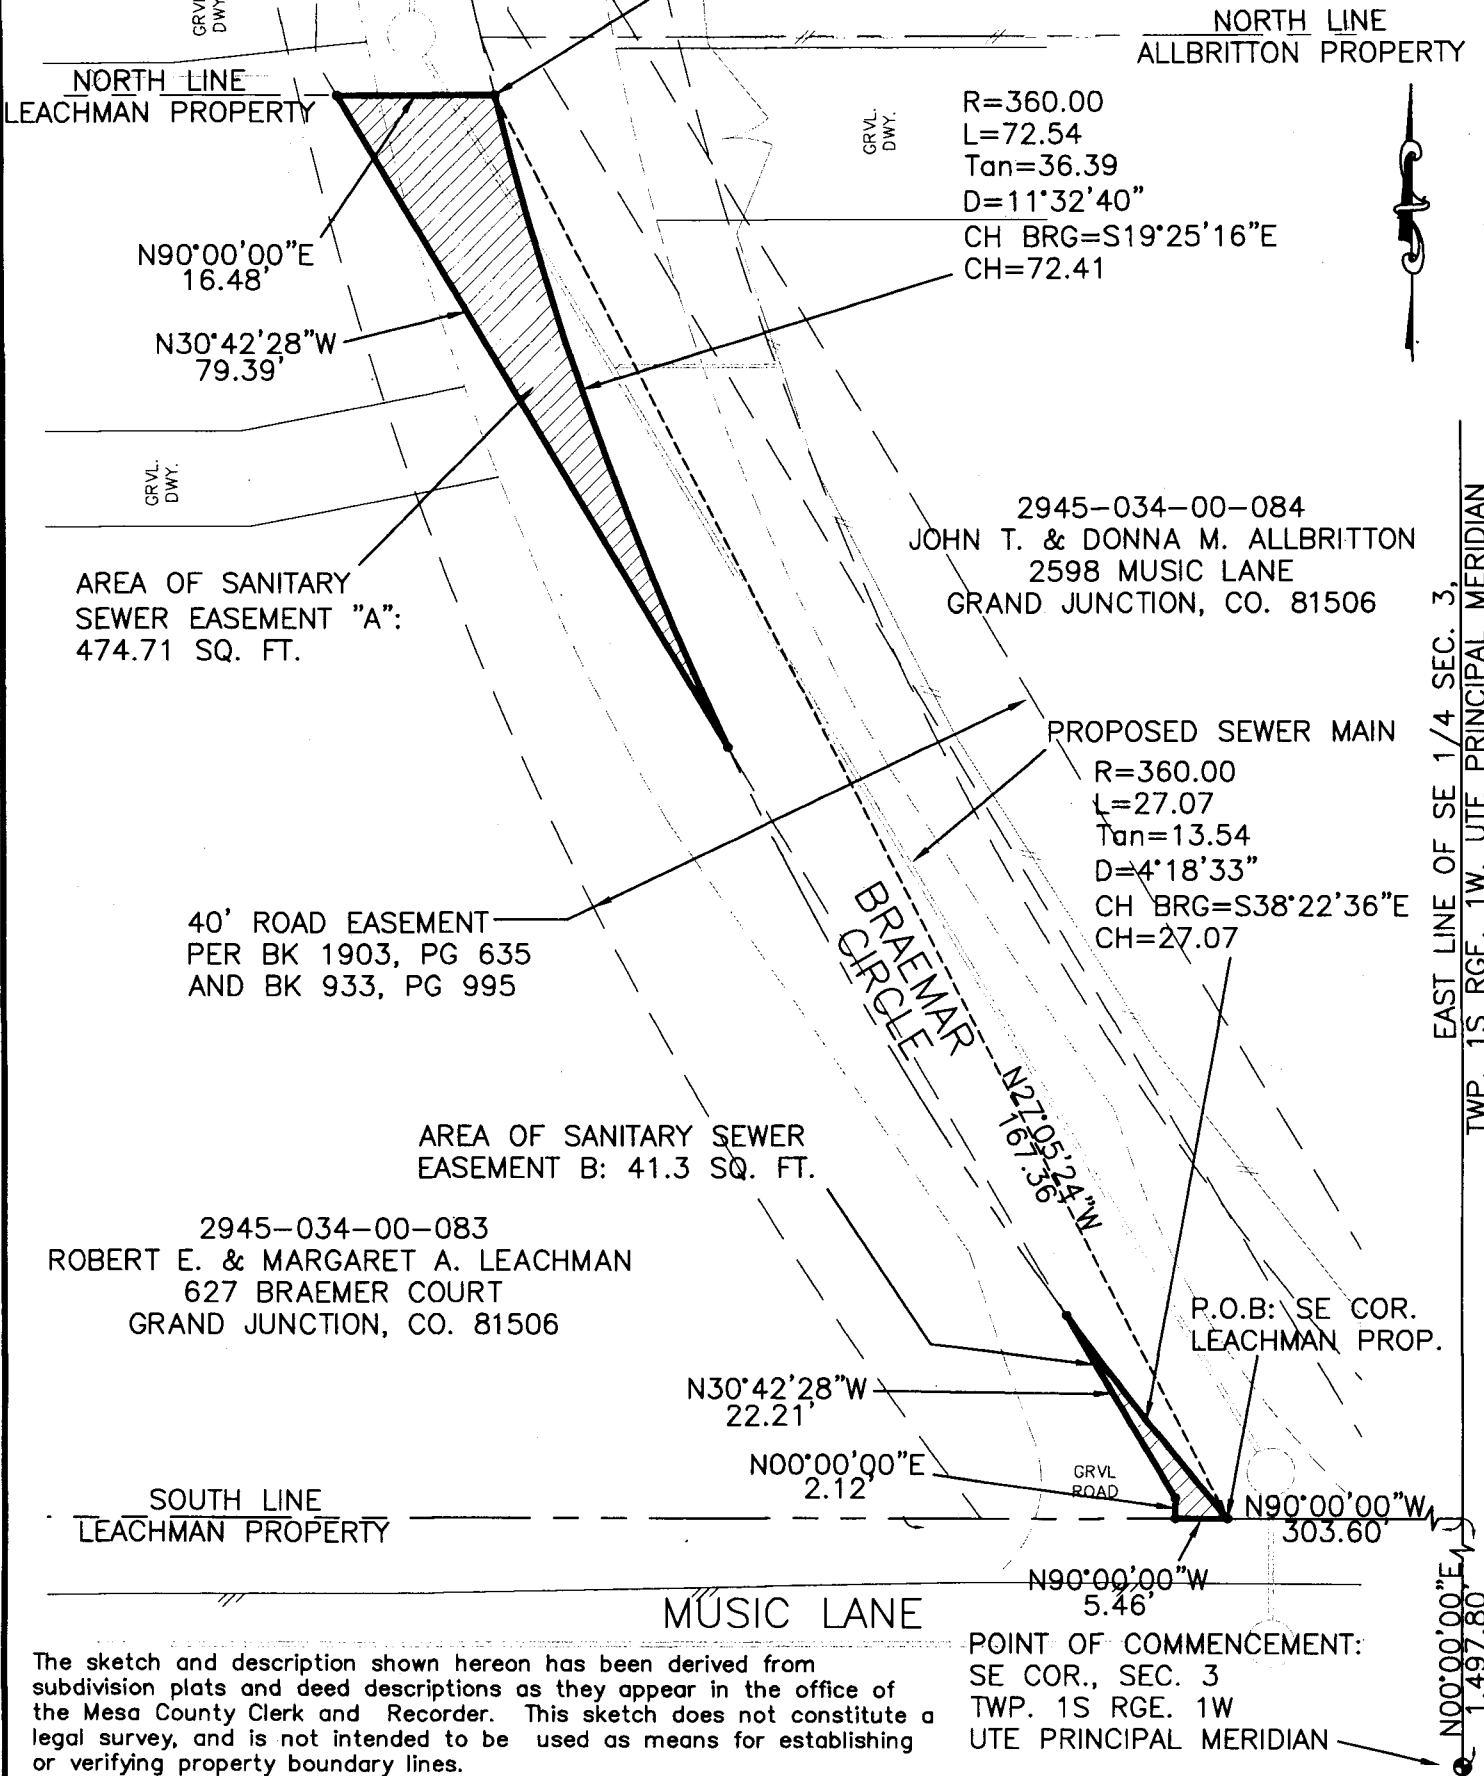 GRVL.
DWY.
NORTH LINE
ALLBRITTON PROPERTY
NORTH LINE
LEACHMAN PROPERTY
R=360.00
L=72.54
Tan=36.39
D=11°32'40"
CH BRG=S19°25'16"E
CH=72.41
GRVL.
DWY.
N90°00'00"E
16.48'
N30°42'28"W
79.39'
GRVL.
DWY.
2945-034-00-084
JOHN T. & DONNA M. ALLBRITTON
2598 MUSIC LANE
GRAND JUNCTION, CO. 81506
AREA OF SANITARY
SEWER EASEMENT "A":
474.71 SQ. FT.
EAST LINE OF SE 1/4 SEC. 3,
TWP. 1S RGE. 1W, UTE PRINCIPAL MERIDIAN
PROPOSED SEWER MAIN
R=360.00
L=27.07
Tan=13.54
D=4°18'33"
CH BRG=S38°22'36"E
CH=27.07
40' ROAD EASEMENT
PER BK 1903, PG 635
AND BK 933, PG 995
BRAEMAR
CIRCLE
N27°05'24"W
167.36'
AREA OF SANITARY SEWER
EASEMENT B: 41.3 SQ. FT.
2945-034-00-083
ROBERT E. & MARGARET A. LEACHMAN
627 BRAEMER COURT
GRAND JUNCTION, CO. 81506
P.O.B: SE COR.
LEACHMAN PROP.
N30°42'28"W
22.21'
N00°00'00"E
2.12'
GRVL
ROAD
SOUTH LINE
LEACHMAN PROPERTY
N90°00'00"W
303.60'
N90°00'00"W
5.46'
N00°00'00"E
1,497.80'
MUSIC LANE
POINT OF COMMENCEMENT:
SE COR., SEC. 3
TWP. 1S RGE. 1W
UTE PRINCIPAL MERIDIAN
The sketch and description shown hereon has been derived from
subdivision plats and deed descriptions as they appear in the office of
the Mesa County Clerk and Recorder. This sketch does not constitute a
legal survey, and is not intended to be used as means for establishing
or verifying property boundary lines.